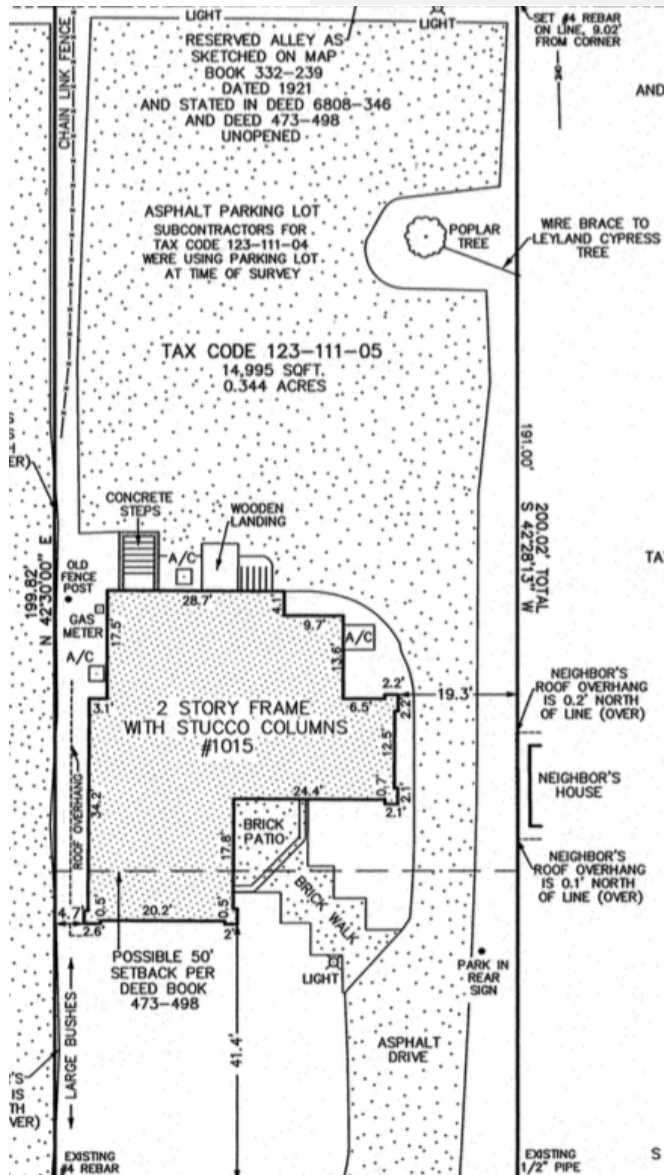 LIGHT
LIGHT
SET #4 REBAR
ON LINE, 9.02'
FROM CORNER
RESERVED ALLEY AS
SKETCHED ON MAP
BOOK 332-239
DATED 1921
AND STATED IN DEED 6808-346
AND DEED 473-498
UNOPENED
CHAIN LINK FENCE
AND
ASPHALT PARKING LOT
SUBCONTRACTORS FOR
TAX CODE 123-111-04
WERE USING PARKING LOT
AT TIME OF SURVEY
POPLAR
TREE
WIRE BRACE TO
LEYLAND CYPRESS
TREE
TAX CODE 123-111-05
14,995 SQFT.
0.344 ACRES
191.00'
200.02' TOTAL
S 42°28'13" W
ER)
199.82'
N 42°30'00" E
CONCRETE
STEPS
WOODEN
LANDING
A/C
OLD
FENCE
POST
GAS
METER
A/C
28.7'
4.1'
17.5'
9.7'
A/C
13.6'
TA
2.2'
19.3'
6.5'
2.2'
3.1'
2 STORY FRAME
WITH STUCCO COLUMNS
#1015
12.5'
NEIGHBOR'S
ROOF OVERHANG
IS 0.2' NORTH
OF LINE (OVER)
NEIGHBOR'S
HOUSE
ROOF OVERHANG
34.2'
24.4'
0.7'
2.1'
2.1'
BRICK
PATIO
17.8'
NEIGHBOR'S
ROOF OVERHANG
IS 0.1' NORTH
OF LINE (OVER)
BRICK WALK
4.7'
0.5'
2.6'
20.2'
0.5'
2'
POSSIBLE 50'
SETBACK PER
DEED BOOK
473-498
LIGHT
PARK IN
REAR
SIGN
LARGE BUSHES
41.4'
ASPHALT
DRIVE
'S
IS
TH
VER)
EXISTING
#4 REBAR
EXISTING
1/2" PIPE
S